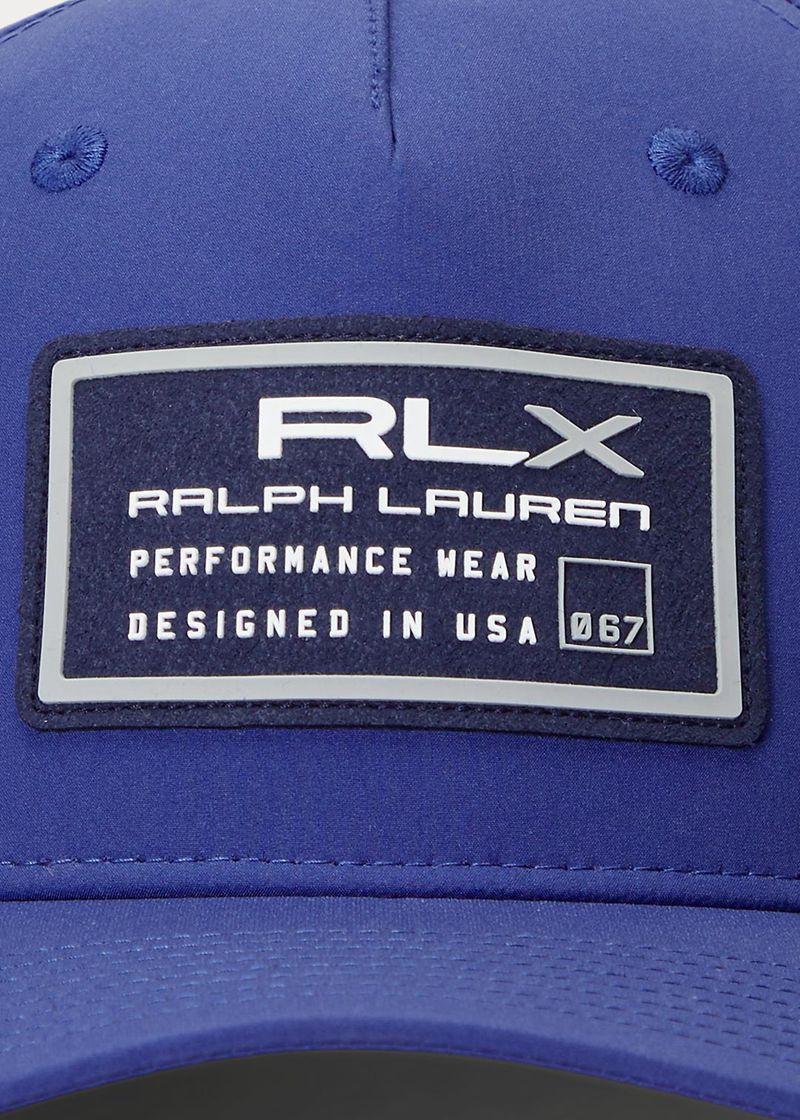 RLX
RALPH LAUREN
PERFORMANCE WEAR
DESIGNED IN USA
Ø67